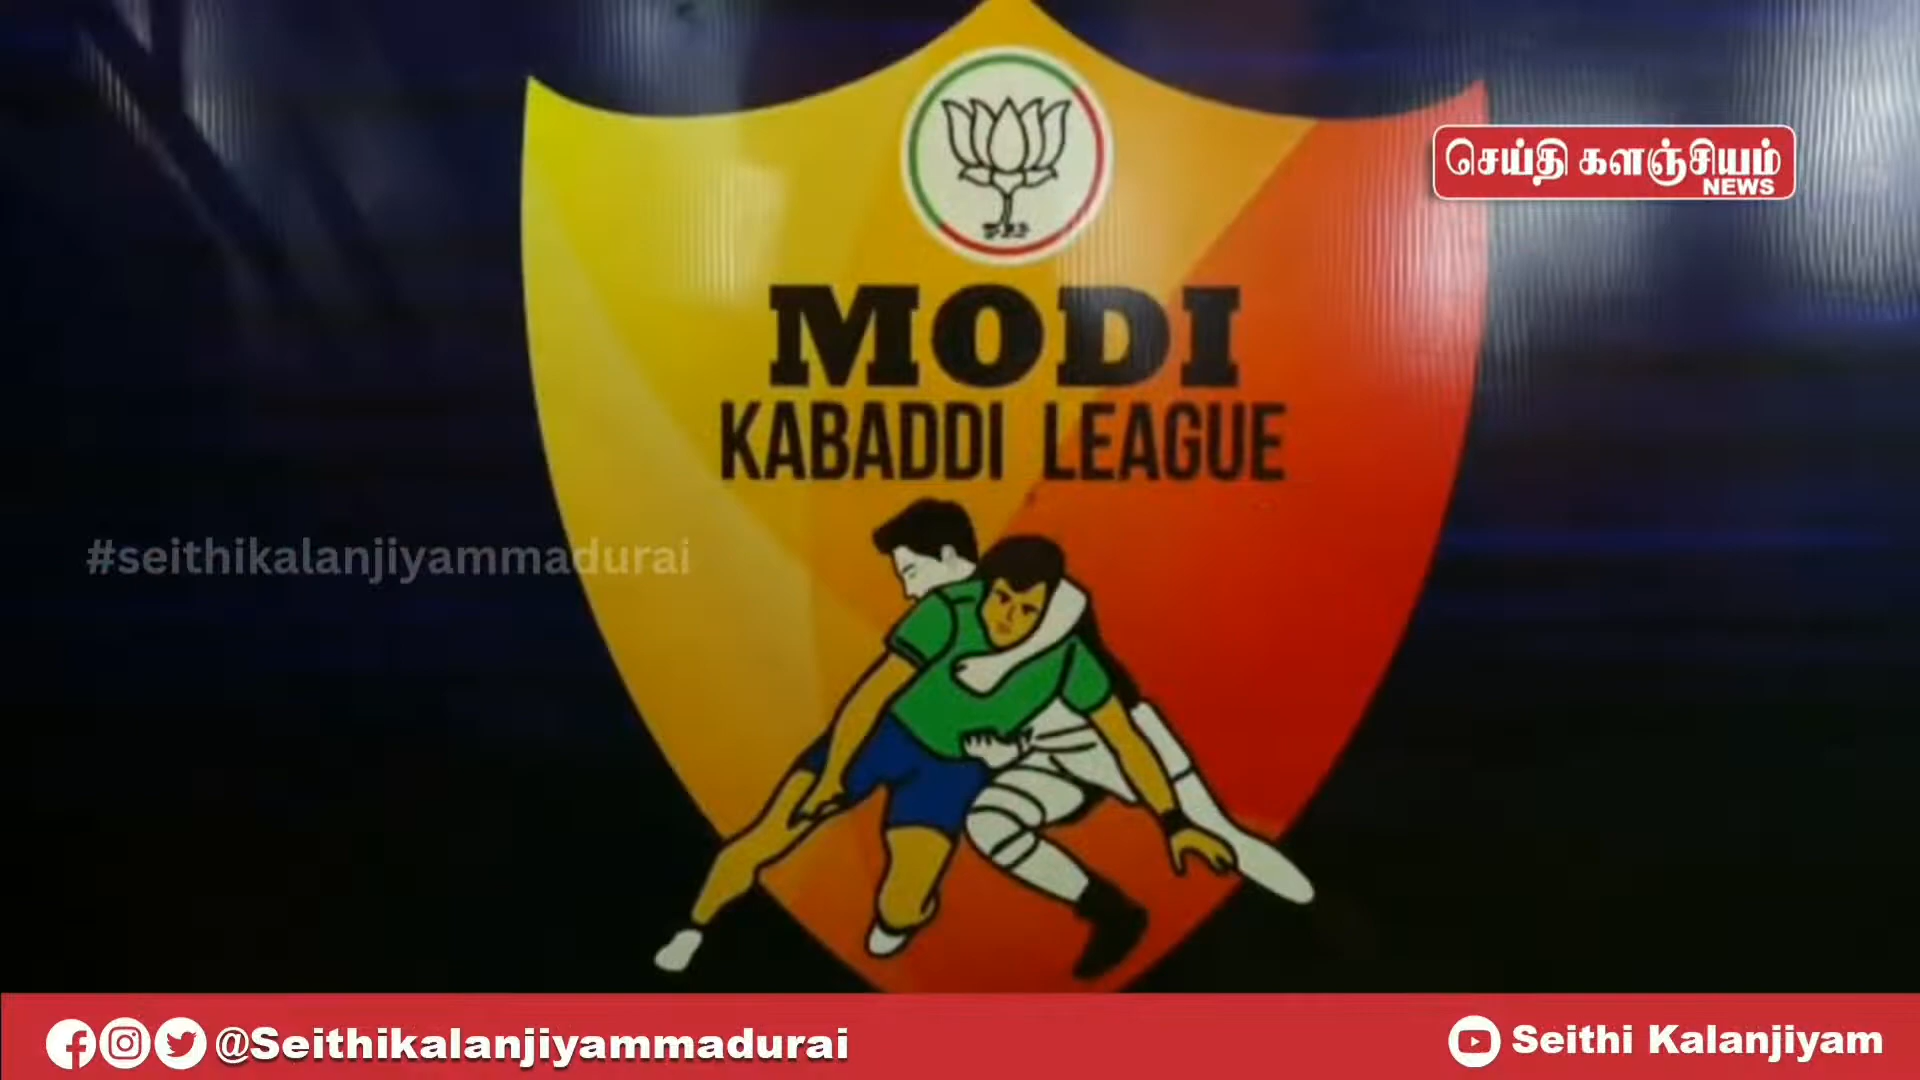 செய்தி களஞ்சியம்
NEWS
MODI
KABADDI LEAGUE
#seithikalanjiyammadurai
@Seithikalanjiyammadurai
Seithi Kalanjiyam